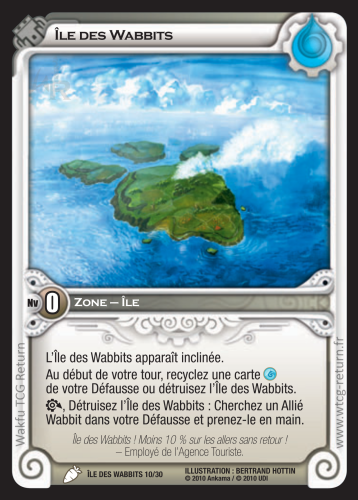 Île des Wabbits
Nv 0 Zone – Île
L'Île des Wabbits apparaît inclinée.
Au début de votre tour, recyclez une carte
de votre Défausse ou détruisez l'Île des Wabbits.
, Détruisez l'Île des Wabbits : Cherchez un Allié
Wabbit dans votre Défausse et prenez-le en main.
Île des Wabbits ! Moins 10 % sur les allers sans retour !
– Employé de l'Agence Touriste.
ÎLE DES WABBITS 10/30
ILLUSTRATION : BERTRAND HOTTIN
© 2010 Ankama / © 2010 UDI
Wakfu TCG Return
www.wtcg-return.fr